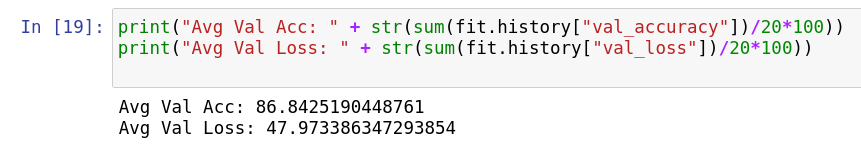 In [19]: print("Avg Val Acc: " + str(sum(fit.history["val_accuracy"])/20*100))
print("Avg Val Loss: " + str(sum(fit.history["val_loss"])/20*100))
Avg Val Acc: 86.8425190448761
Avg Val Loss: 47.973386347293854